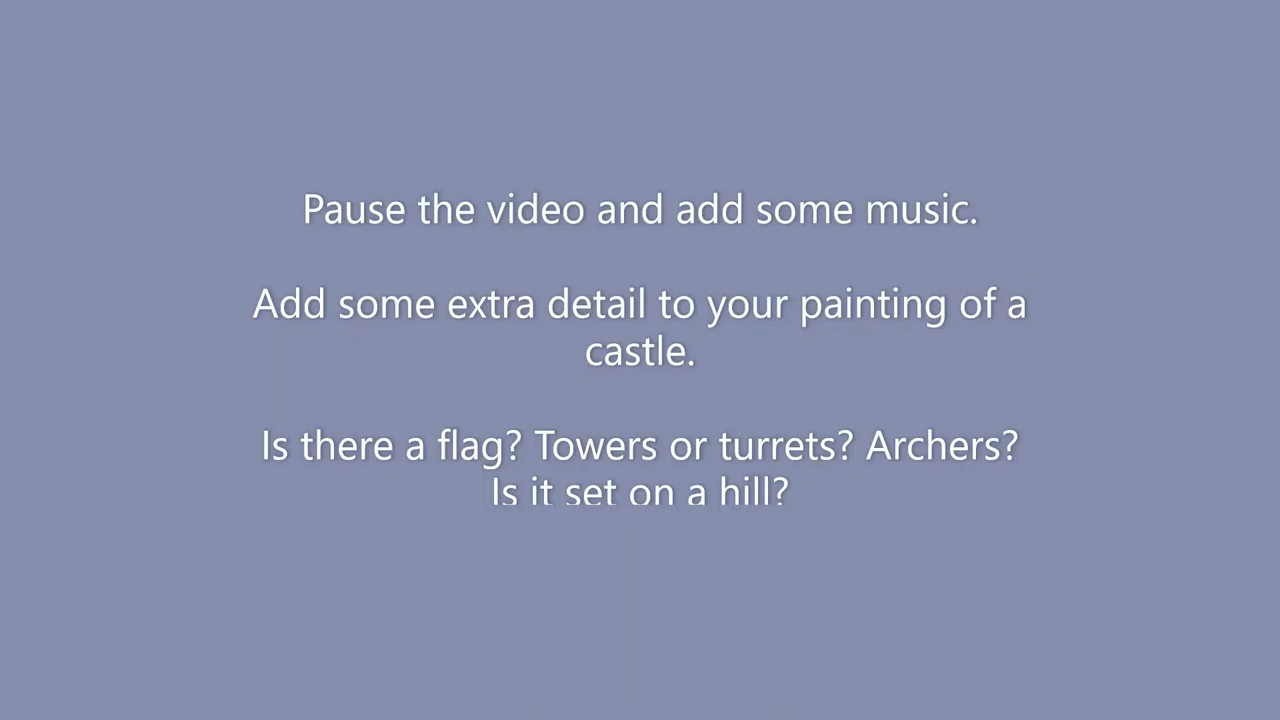 Pause the video and add some music.
Add some extra detail to your painting of a
castle.
Is there a flag? Towers or turrets? Archers?
Is it set on a hill?